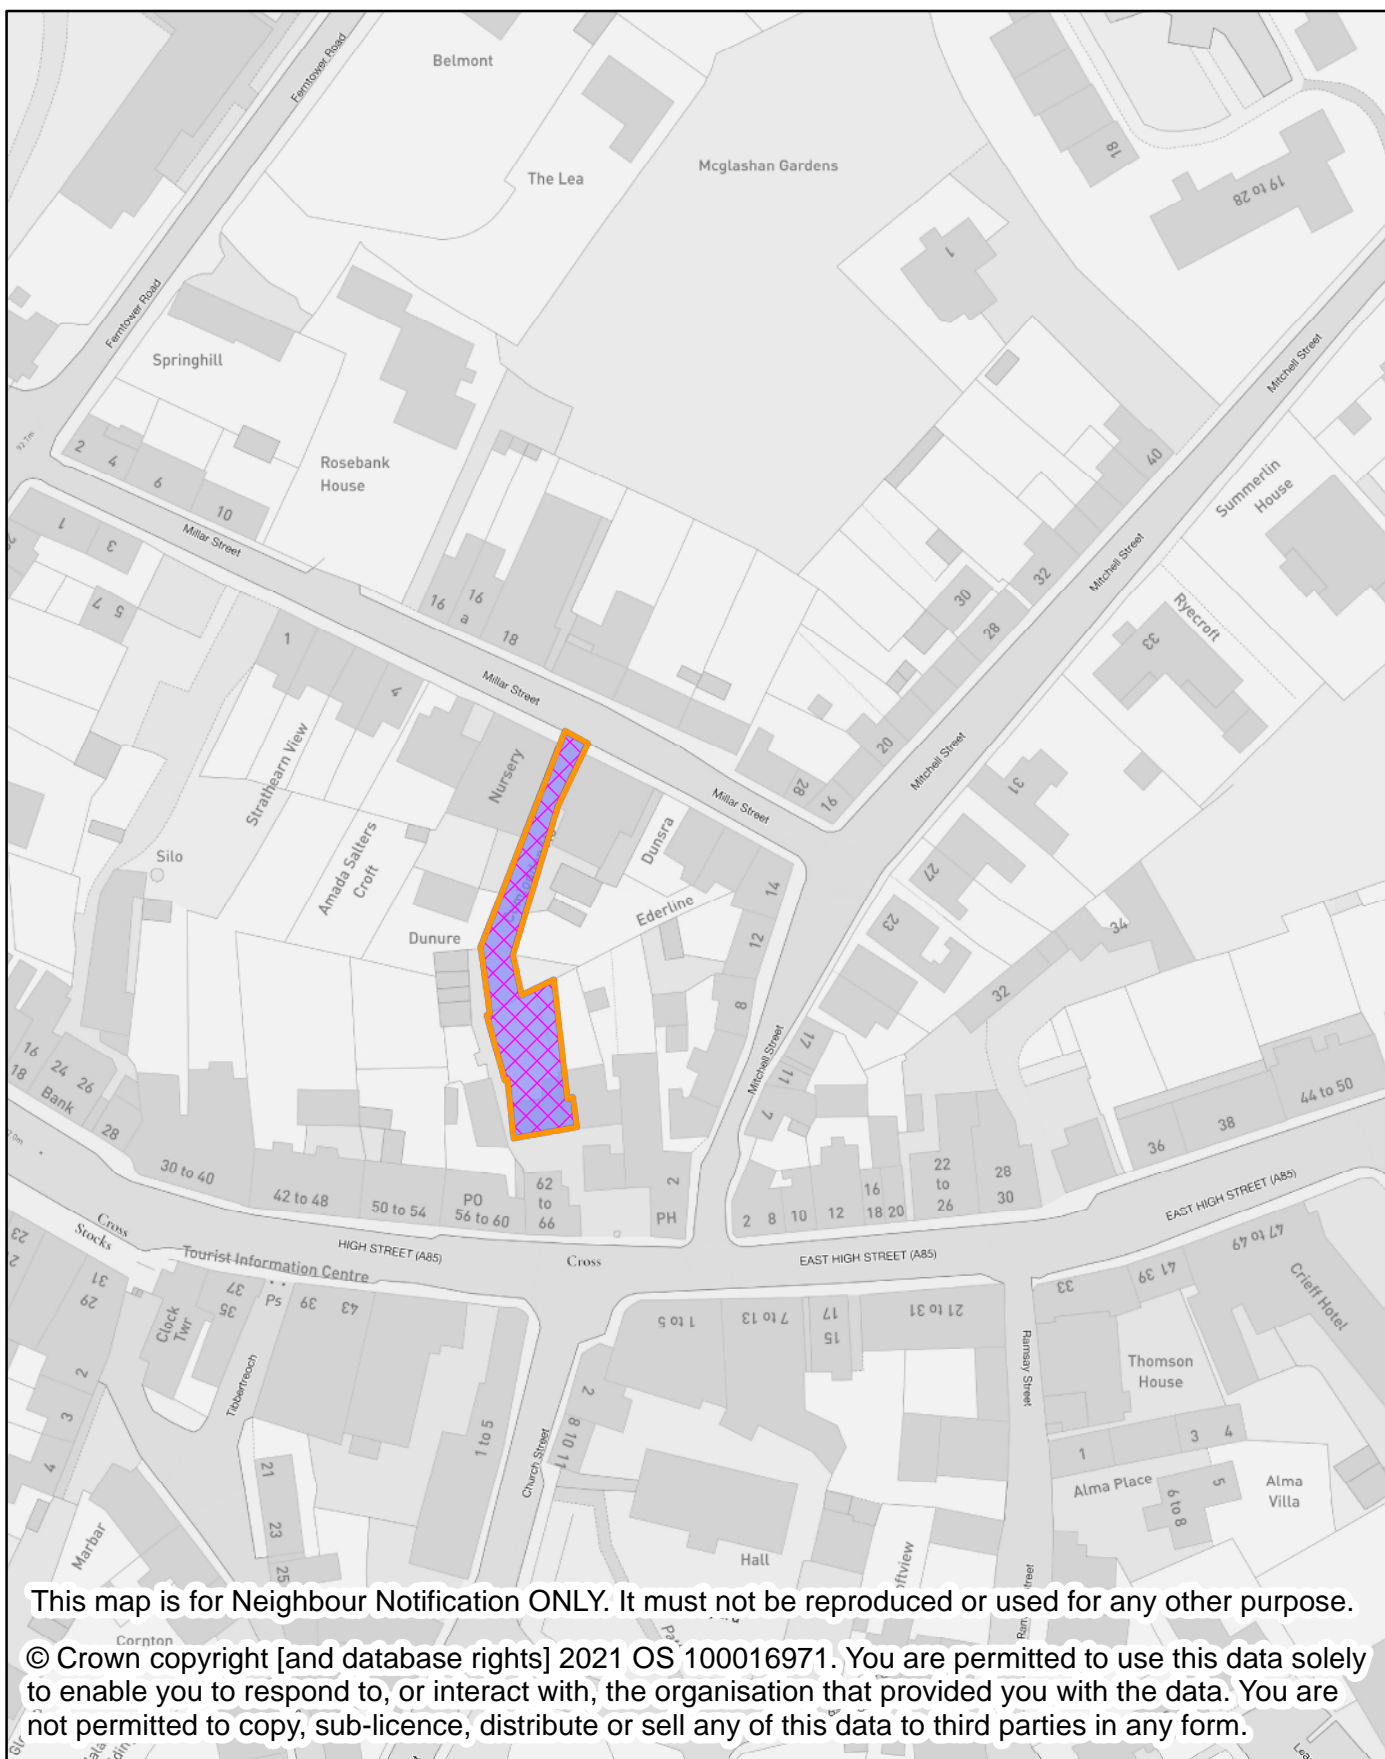 Ferntower Road
Belmont
The Lea
Mcglashan Gardens
18
19 to 28
1
Ferntower Road
Springhill
Mitchell Street
92.7m
2
4
6
10
Rosebank
House
40
Summerlin
House
1
3
Millar Street
7
5
16
16
a
18
Mitchell Street
32
30
28
Ryecroft
33
1
4
Millar Street
Strathearn View
Nursery
20
Mitchell Street
28
16
31
Millar Street
Silo
Amada Salters
Croft
Dunsra
14
27
Dunure
Ederline
12
23
34
8
32
16
18
24
26
Bank
28
Mitchell Street
17
11
7
44 to 50
38
36
30 to 40
42 to 48
50 to 54
PO
56 to 60
62
to
66
2
PH
2
8
10
12
16
18
20
22
to
26
28
30
EAST HIGH STREET (A85)
Cross
Stocks
Tourist Information Centre
HIGH STREET (A85)
Cross
EAST HIGH STREET (A85)
23
31
29
Clock
Twr
37
35
Ps
39
43
1 to 5
7 to 13
17
15
21 to 31
33
39 41
47 to 49
Crieff Hotel
Tibbertreoch
Ramsay Street
Thomson
House
2
3
4
1 to 5
2
8 10 11
Church Street
1
3
4
Alma Place
5
6 to 8
Alma
Villa
21
23
25
Marbar
Hall
This map is for Neighbour Notification ONLY. It must not be reproduced or used for any other purpose.
Cornton
© Crown copyright [and database rights] 2021 OS 100016971. You are permitted to use this data solely
to enable you to respond to, or interact with, the organisation that provided you with the data. You are
not permitted to copy, sub-licence, distribute or sell any of this data to third parties in any form.